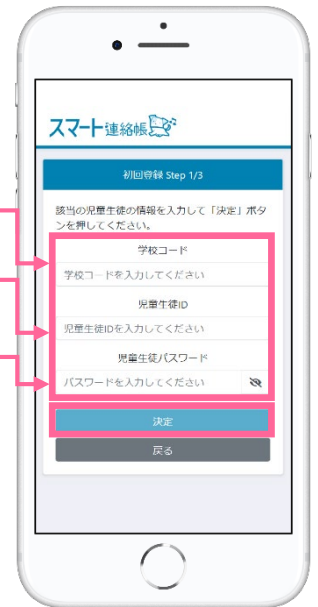 スマート連絡帳
初回登録 Step 1/3
該当の児童生徒の情報を入力して「決定」ボタ
ンを押してください。
学校コード
学校コードを入力してください
児童生徒ID
児童生徒IDを入力してください
児童生徒パスワード
パスワードを入力してください
決定
戻る